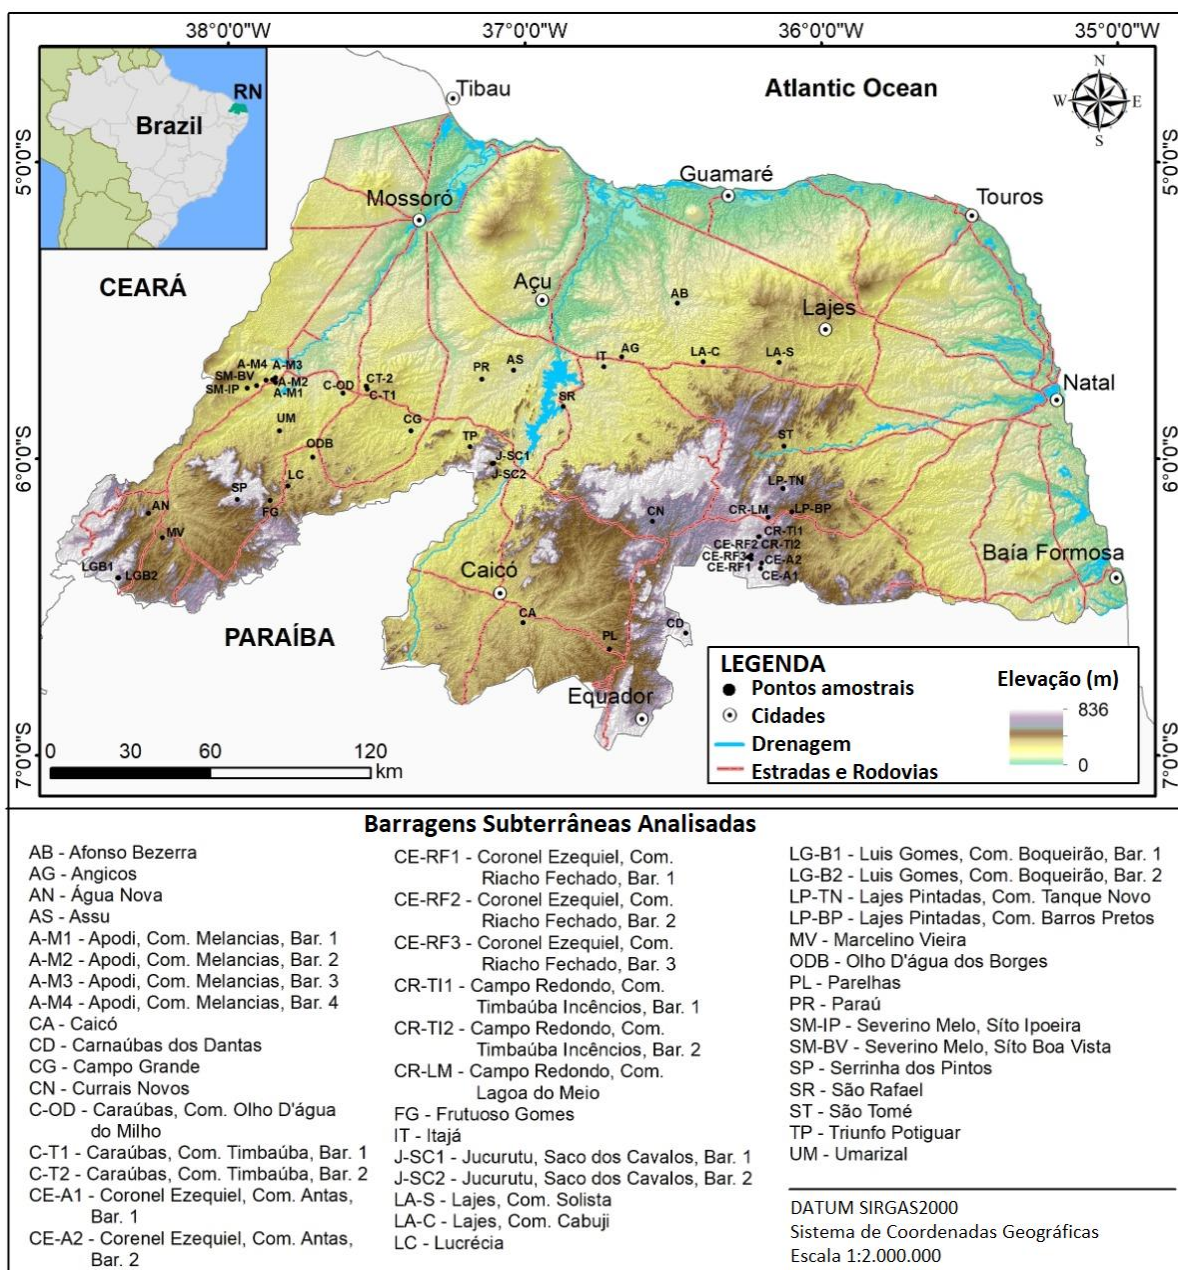 38°0'0"W
37°0'0"W
36°0'0"W
35°0'0"W
RN
Brazil
Tibau
Atlantic Ocean
N
W
E
S
5°0'0"S
5°0'0"S
Guamaré
Mossoró
Touros
CEARÁ
Açu
AB
Lajes
A-M4
A-M3
SM-BV
A-M2
SM-IP
A-M1
C-OD
CT-2
C-T1
PR
AS
IT
AG
LA-C
LA-S
Natal
SR
UM
CG
ODB
TP
ST
6°0'0"S
6°0'0"S
J-SC1
J-SC2
SP
LC
FG
LP-TN
AN
CN
CR-LM
LP-BP
MV
CR-TI1
CE-RF2
CR-TI2
CE-RF3
CE-A2
CE-RF1
CE-A1
Baía Formosa
LGB1
LGB2
Caicó
CA
CD
PARAÍBA
PL
Equador
LEGENDA
Pontos amostrais
Cidades
Drenagem
Estradas e Rodovias
Elevação (m)
836
0
7°0'0"S
7°0'0"S
0
30
60
120
km
Barragens Subterrâneas Analisadas
AB - Afonso Bezerra
AG - Angicos
AN - Água Nova
AS - Assu
A-M1 - Apodi, Com. Melancias, Bar. 1
A-M2 - Apodi, Com. Melancias, Bar. 2
A-M3 - Apodi, Com. Melancias, Bar. 3
A-M4 - Apodi, Com. Melancias, Bar. 4
CA - Caicó
CD - Carnaúbas dos Dantas
CG - Campo Grande
CN - Currais Novos
C-OD - Caraúbas, Com. Olho D'água
do Milho
C-T1 - Caraúbas, Com. Timbaúba, Bar. 1
C-T2 - Caraúbas, Com. Timbaúba, Bar. 2
CE-A1 - Coronel Ezequiel, Com. Antas,
Bar. 1
CE-A2 - Corenel Ezequiel, Com. Antas,
Bar. 2
CE-RF1 - Coronel Ezequiel, Com.
Riacho Fechado, Bar. 1
CE-RF2 - Coronel Ezequiel, Com.
Riacho Fechado, Bar. 2
CE-RF3 - Coronel Ezequiel, Com.
Riacho Fechado, Bar. 3
CR-TI1 - Campo Redondo, Com.
Timbaúba Incêncios, Bar. 1
CR-TI2 - Campo Redondo, Com.
Timbaúba Incêncios, Bar. 2
CR-LM - Campo Redondo, Com.
Lagoa do Meio
FG - Frutuoso Gomes
IT - Itajá
J-SC1 - Jucurutu, Saco dos Cavalos, Bar. 1
J-SC2 - Jucurutu, Saco dos Cavalos, Bar. 2
LA-S - Lajes, Com. Solista
LA-C - Lajes, Com. Cabuji
LC - Lucrécia
LG-B1 - Luis Gomes, Com. Boqueirão, Bar. 1
LG-B2 - Luis Gomes, Com. Boqueirão, Bar. 2
LP-TN - Lajes Pintadas, Com. Tanque Novo
LP-BP - Lajes Pintadas, Com. Barros Pretos
MV - Marcelino Vieira
ODB - Olho D'água dos Borges
PL - Parelhas
PR - Paraú
SM-IP - Severino Melo, Síto Ipoeira
SM-BV - Severino Melo, Síto Boa Vista
SP - Serrinha dos Pintos
SR - São Rafael
ST - São Tomé
TP - Triunfo Potiguar
UM - Umarizal
DATUM SIRGAS2000
Sistema de Coordenadas Geográficas
Escala 1:2.000.000